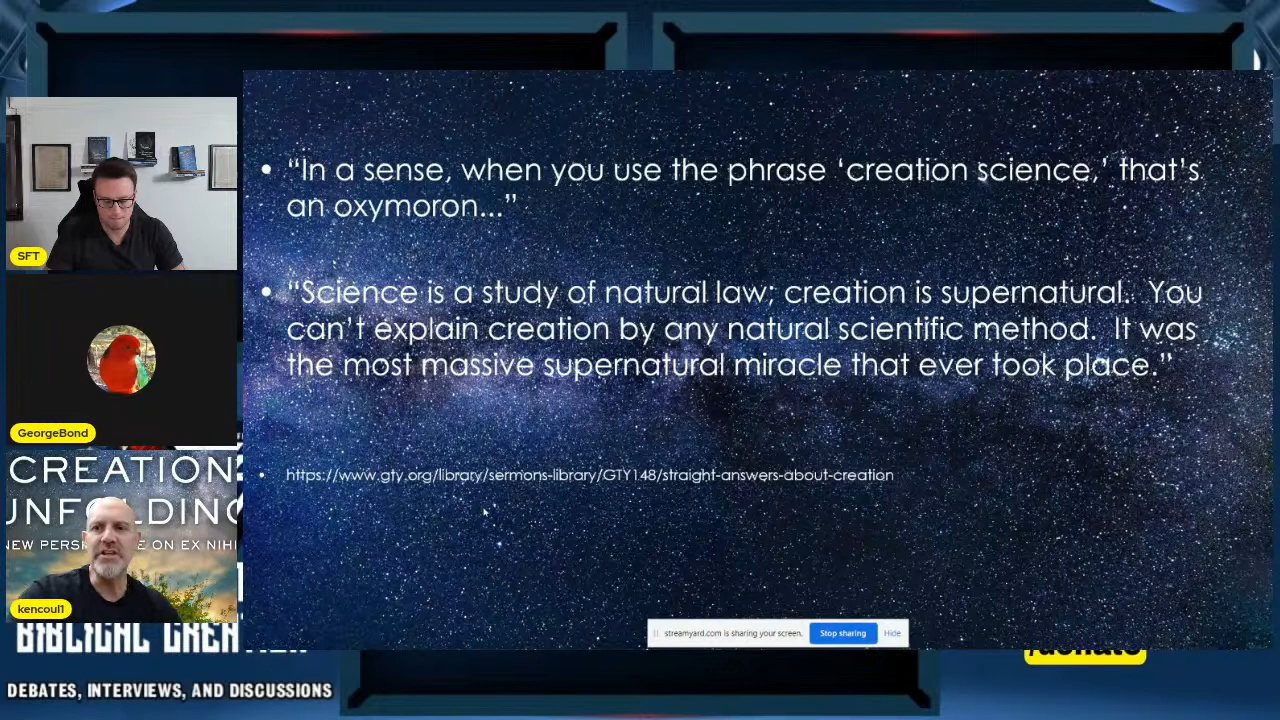 “In a sense, when you use the phrase ‘creation science,’ that’s
an oxymoron...”
“Science is a study of natural law; creation is supernatural.  You
can’t explain creation by any natural scientific method.  It was
the most massive supernatural miracle that ever took place.”
https://www.gty.org/library/sermons-library/GTY148/straight-answers-about-creation
streamyard.com is sharing your screen. Stop sharing Hide
SFT
GeorgeBond
CREATION
UNFOLDING
NEW ON EX NIHI
kencoul1
BIBLICAL
DEBATES, INTERVIEWS, AND DISCUSSIONS
/donate